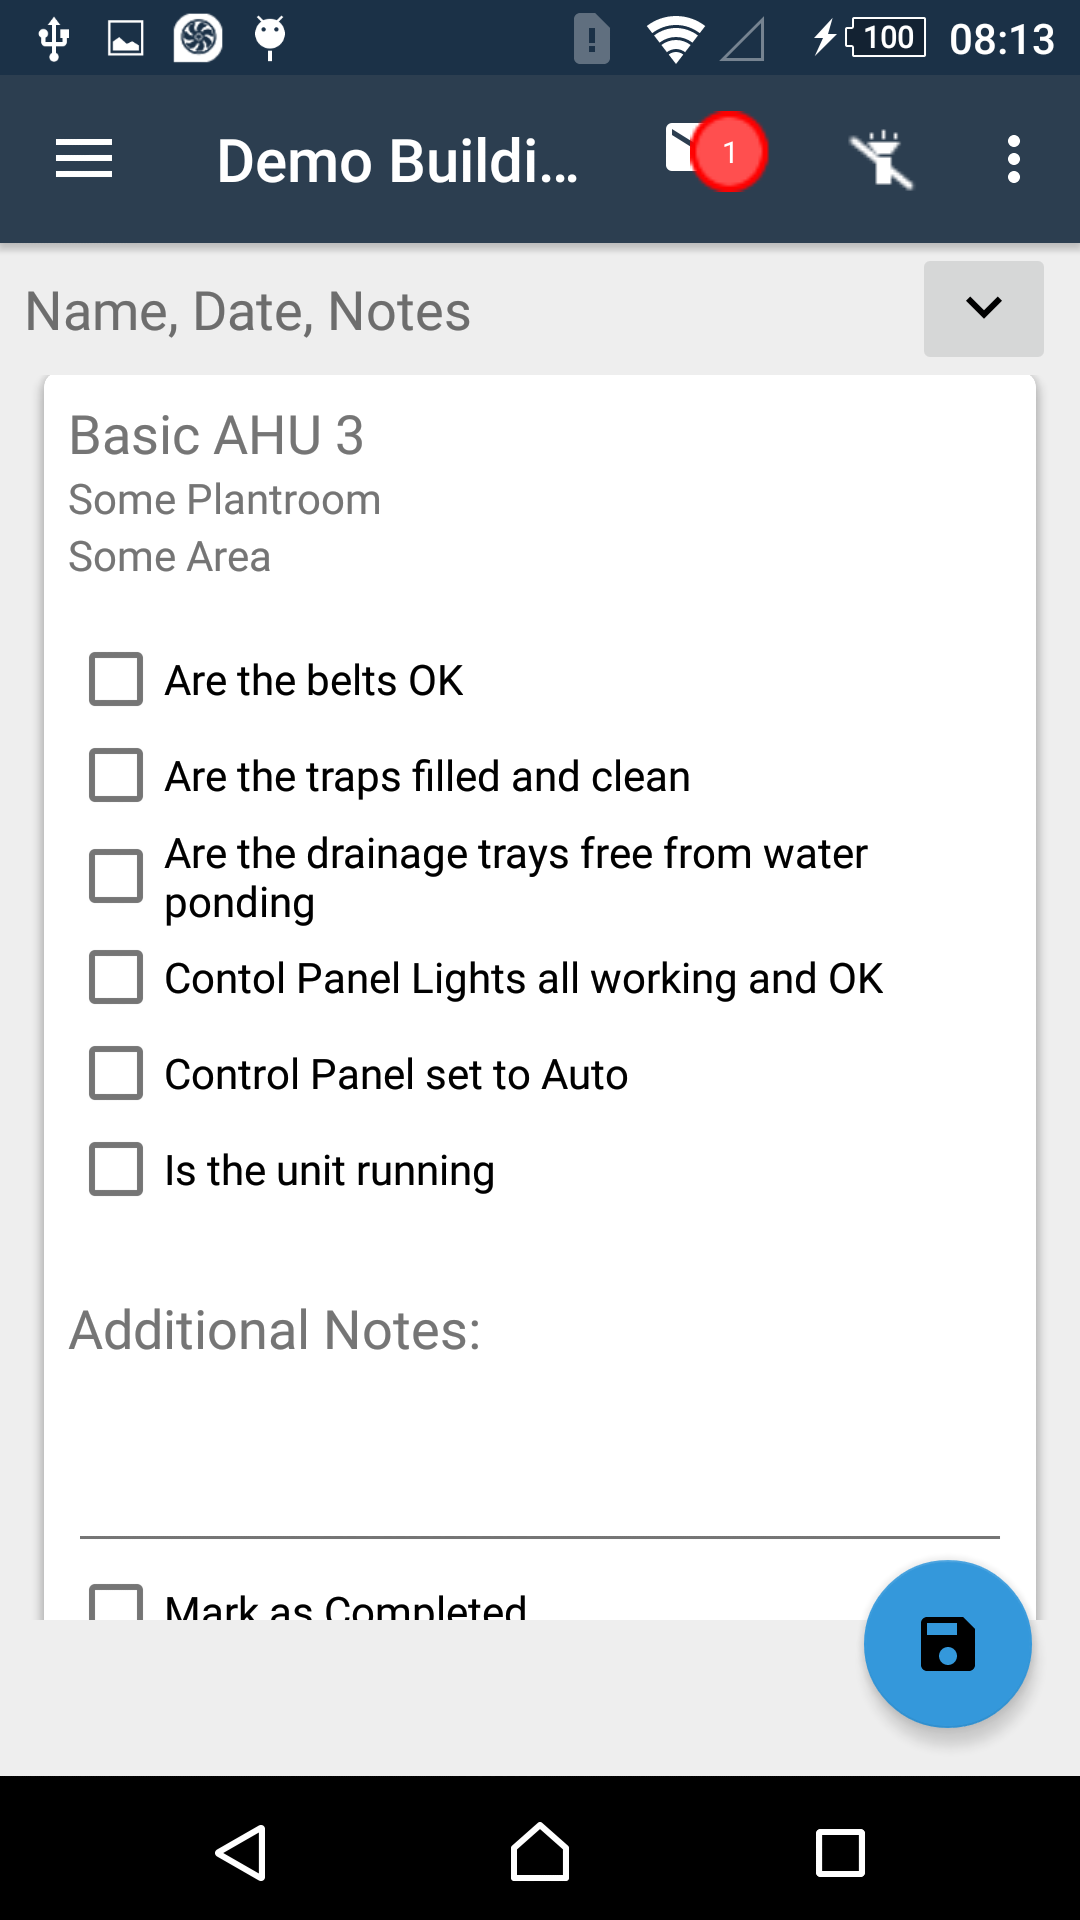 100 08:13
Demo Buildi...
1
Name, Date, Notes
Basic AHU 3
Some Plantroom
Some Area
Are the belts OK
Are the traps filled and clean
Are the drainage trays free from water
ponding
Contol Panel Lights all working and OK
Control Panel set to Auto
Is the unit running
Additional Notes:
Mark as Completed